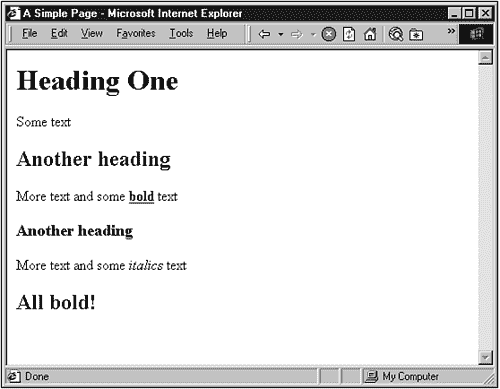 A Simple Page - Microsoft Internet Explorer
File Edit View Favorites Tools Help »
Heading One
Some text
Another heading
More text and some bold text
Another heading
More text and some italics text
All bold!
Done My Computer